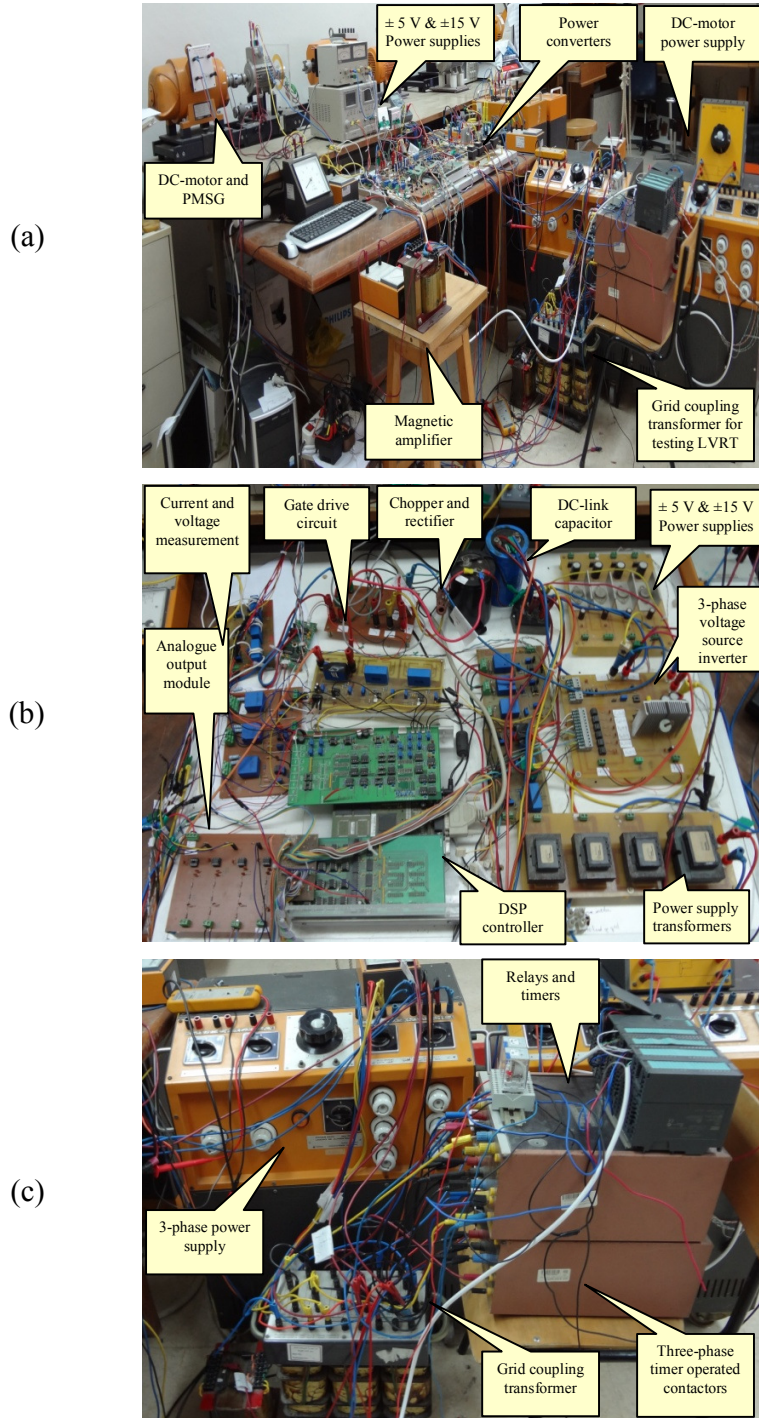 (a)
± 5 V & ±15 V
Power supplies
Power
converters
DC-motor
power supply
DC-motor and
PMSG
PHILIPS
Magnetic
amplifier
Grid coupling
transformer for
testing LVRT
(b)
Current and
voltage
measurement
Gate drive
circuit
Chopper and
rectifier
DC-link
capacitor
± 5 V & ±15 V
Power supplies
3-phase
voltage
source
inverter
Analogue
output
module
DSP
controller
Power supply
transformers
(c)
Relays and
timers
3-phase power
supply
Grid coupling
transformer
Three-phase
timer operated
contactors